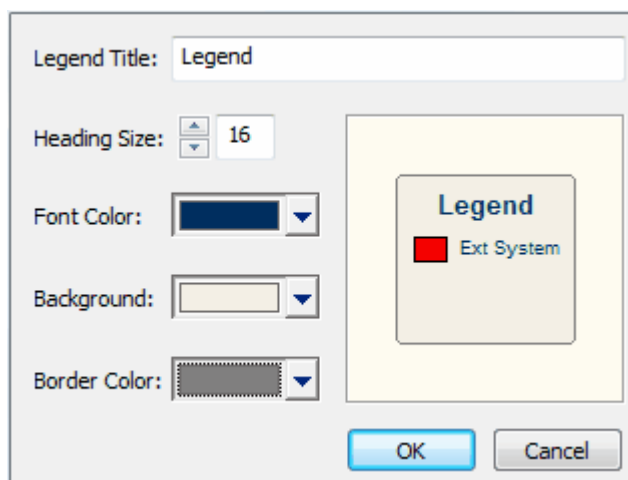 Legend Title: Legend
Heading Size: 16
Font Color:
Background:
Border Color:
Legend
Ext System
OK Cancel